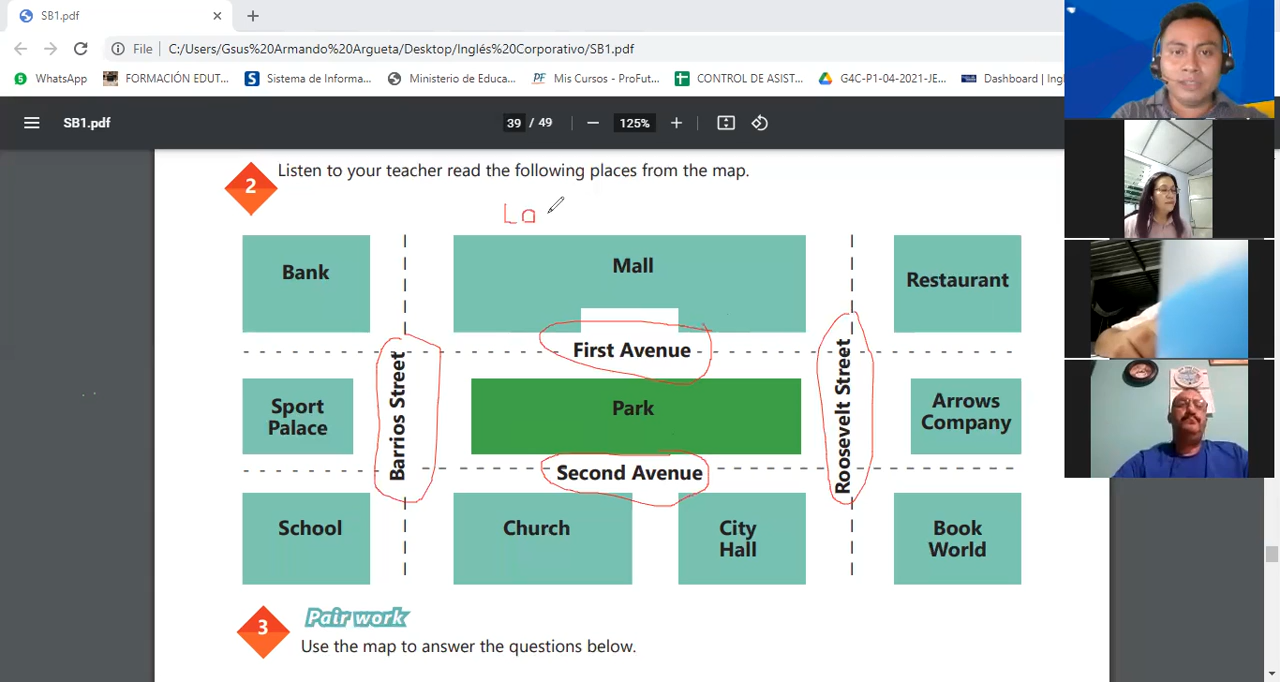 SB1.pdf
File C:/Users/Gsus%20Armando%20Argueta/Desktop/Inglés%20Corporativo/SB1.pdf
WhatsApp FORMACIÓN EDUT... Sistema de Informa... Ministerio de Educa... Mis Cursos - ProFut... CONTROL DE ASIST... G4C-P1-04-2021-JE... Dashboard | Ingl
SB1.pdf 39 / 49 125%
2 Listen to your teacher read the following places from the map.
La
Bank
Mall
Restaurant
First Avenue
Barrios Street
Roosevelt Street
Sport
Palace
Park
Arrows
Company
Second Avenue
School
Church
City
Hall
Book
World
3 Pair work
Use the map to answer the questions below.